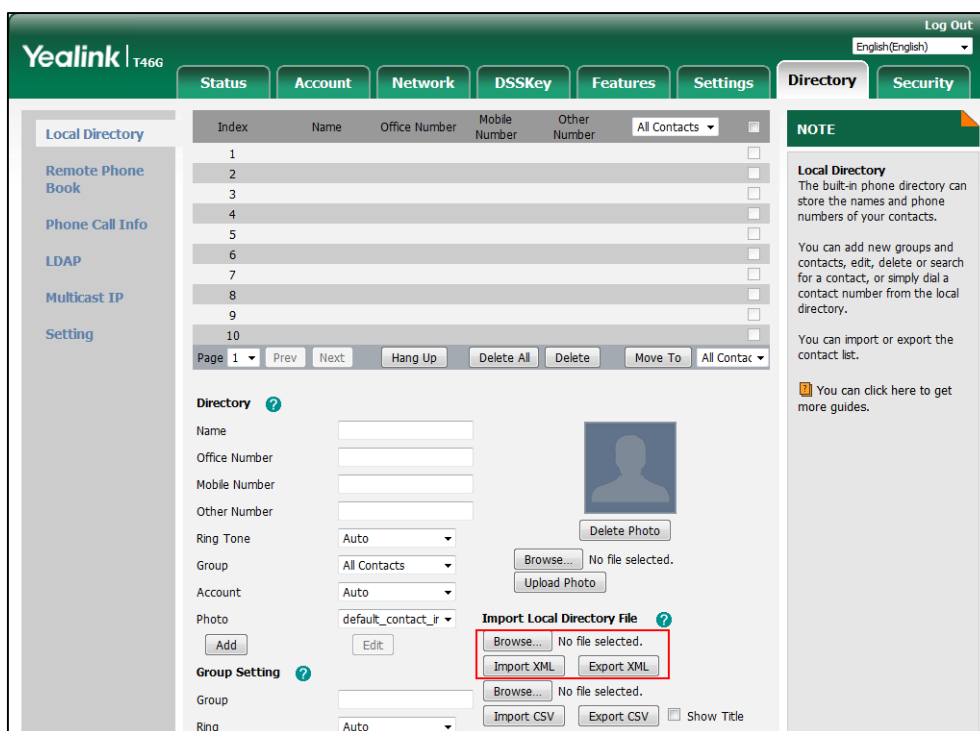 Log Out
Yealink T46G
English(English)
Status Account Network DSSKey Features Settings Directory Security
Local Directory
Remote Phone Book
Phone Call Info
LDAP
Multicast IP
Setting
Index Name Office Number Mobile Number Other Number All Contacts
1
2
3
4
5
6
7
8
9
10
Page 1 Prev Next Hang Up Delete All Delete Move To All Contac
Directory ?
Name
Office Number
Mobile Number
Other Number
Ring Tone Auto
Group All Contacts
Account Auto
Photo default_contact_ir
Add Edit
Delete Photo
Browse... No file selected.
Upload Photo
Import Local Directory File ?
Browse... No file selected.
Import XML Export XML
Browse... No file selected.
Import CSV Export CSV Show Title
Group Setting ?
Group
Ring Auto
NOTE
Local Directory
The built-in phone directory can
store the names and phone
numbers of your contacts.
You can add new groups and
contacts, edit, delete or search
for a contact, or simply dial a
contact number from the local
directory.
You can import or export the
contact list.
? You can click here to get
more guides.